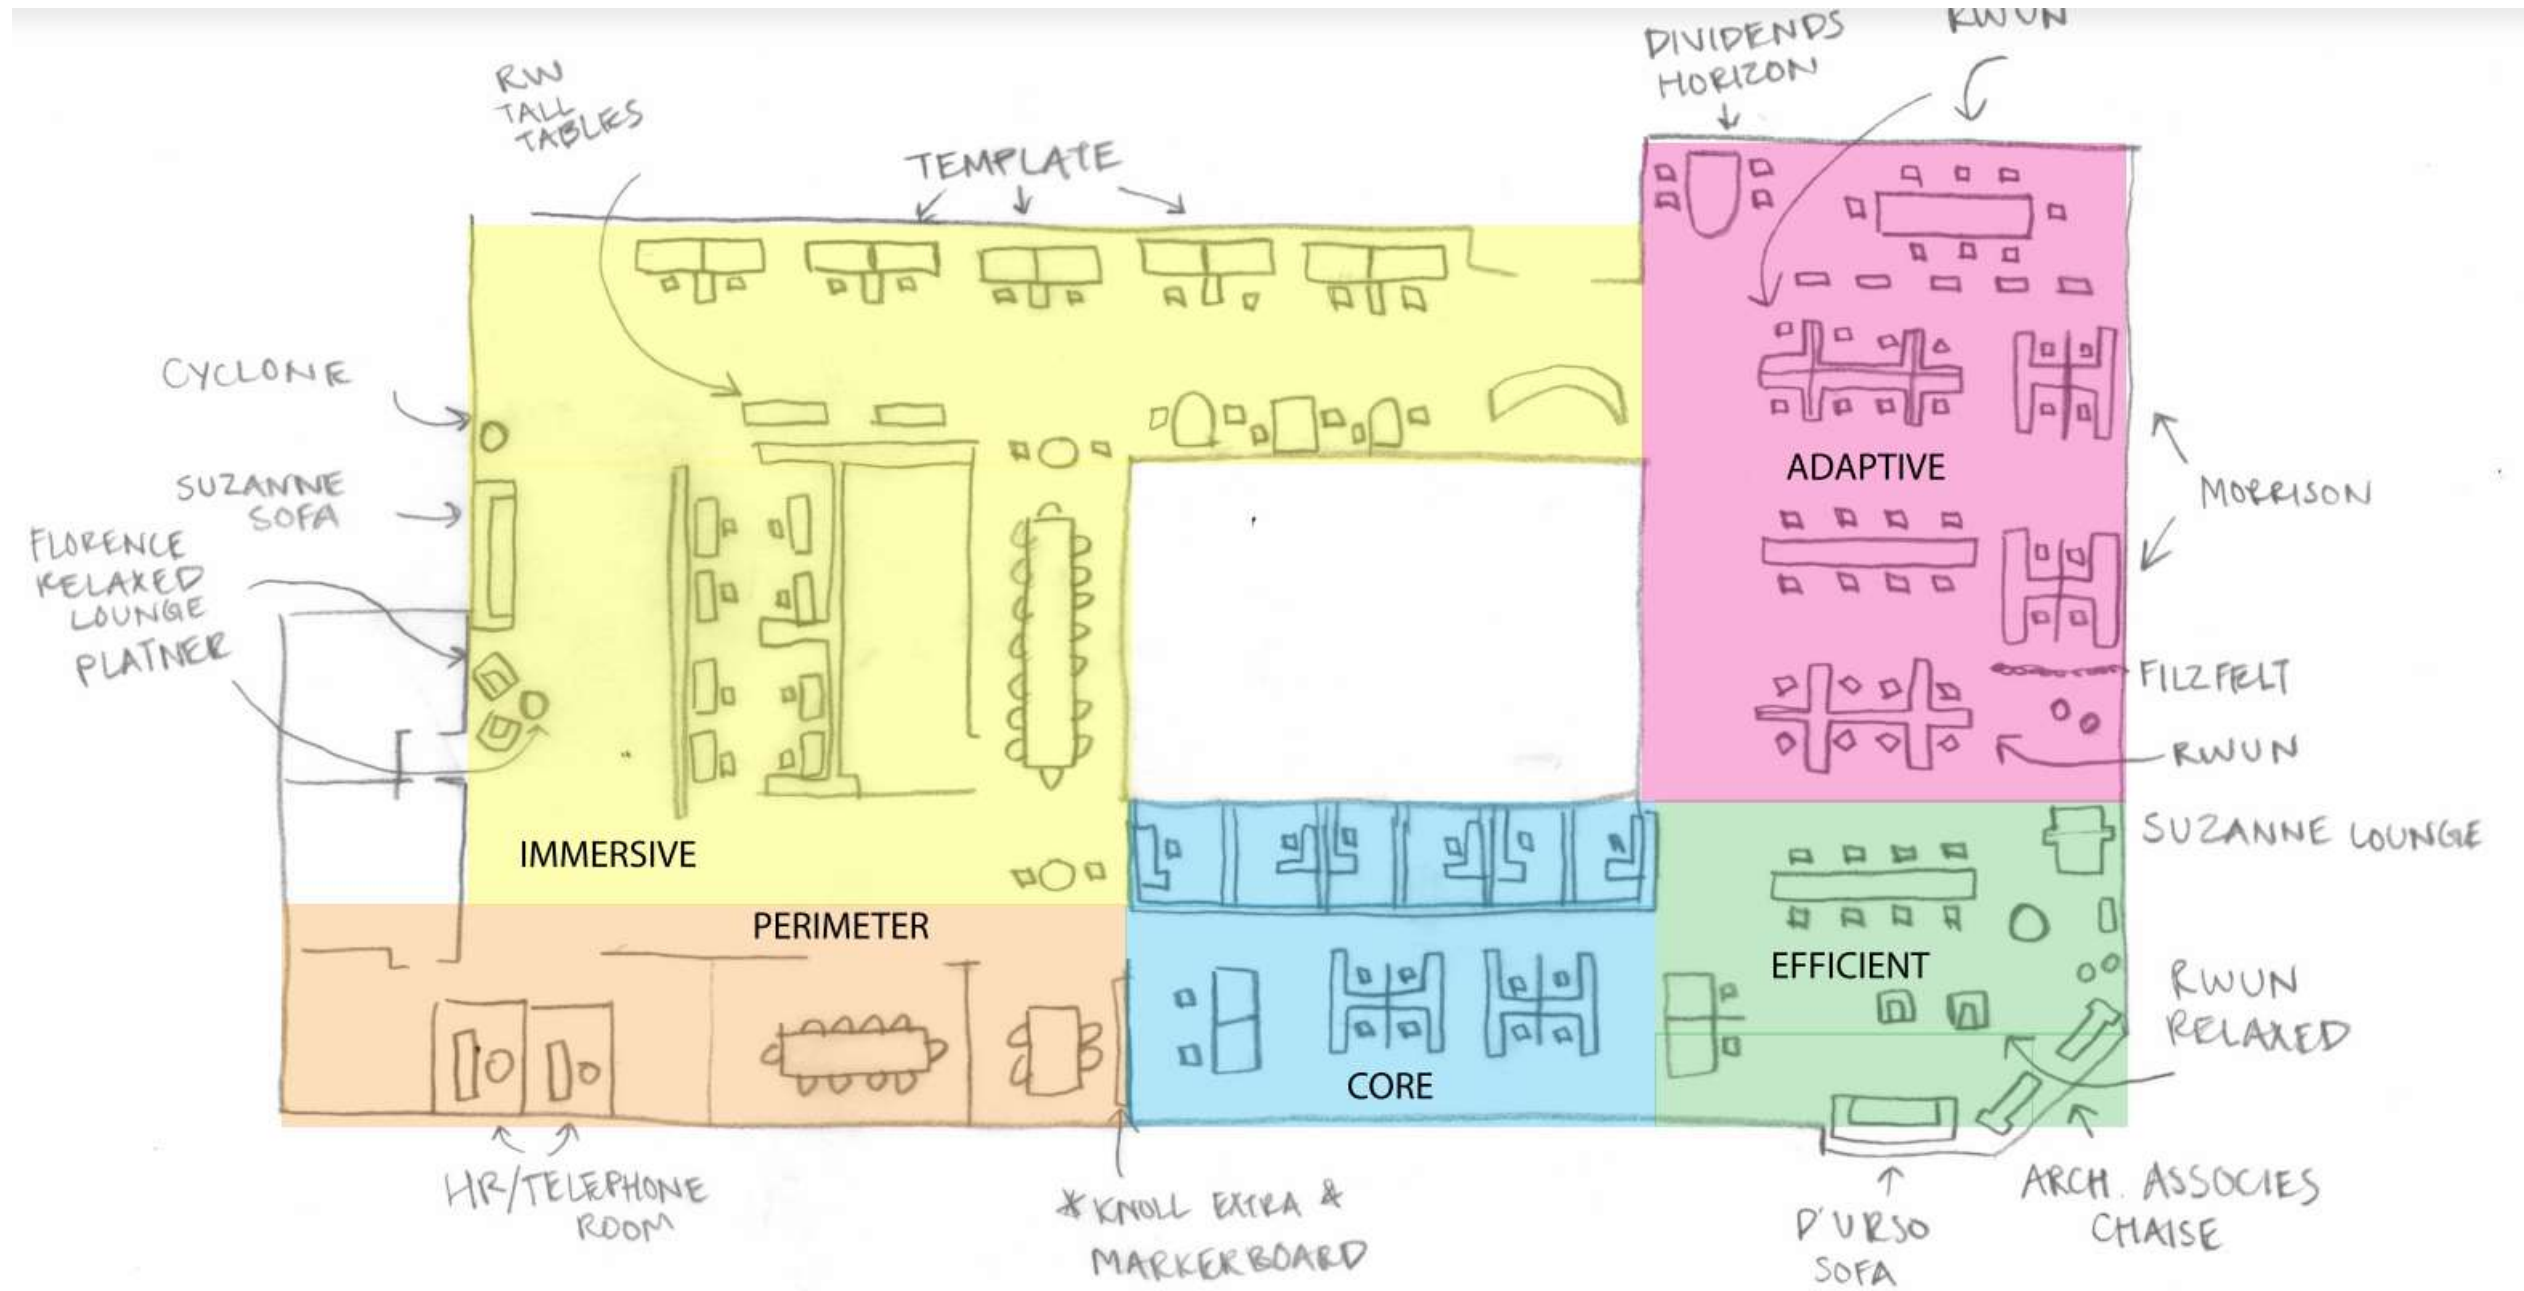 DIVIDENDS
HORIZON
RWUN
RW
TALL
TABLES
TEMPLATE
CYCLONE
SUZANNE
SOFA
FLORENCE
RELAXED
LOUNGE
PLATNER
ADAPTIVE
MORRISON
FILZFELT
RWUN
SUZANNE LOUNGE
IMMERSIVE
PERIMETER
EFFICIENT
RWUN
RELAXED
CORE
HR/TELEPHONE
ROOM
*KNOLL EXTRA &
MARKERBOARD
D'URSO
SOFA
ARCH. ASSOCIES
CHAISE